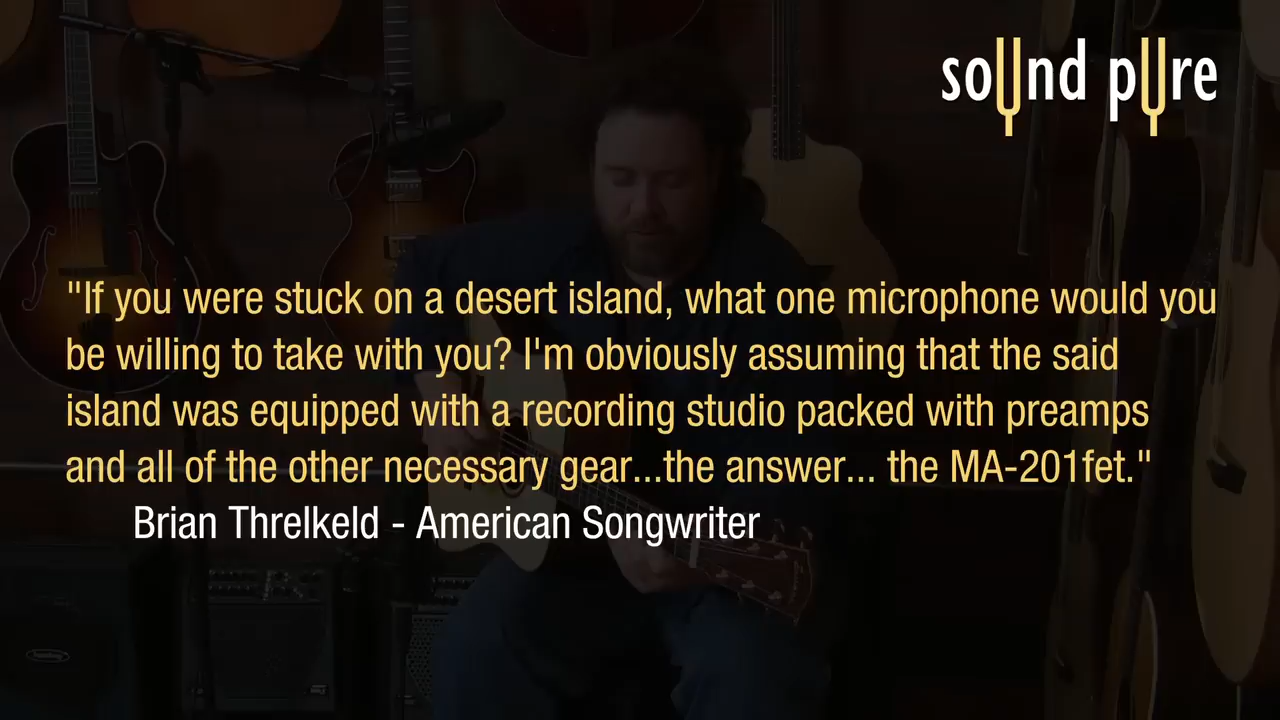 sound pure
"If you were stuck on a desert island, what one microphone would you
be willing to take with you? I'm obviously assuming that the said
island was equipped with a recording studio packed with preamps
and all of the other necessary gear...the answer... the MA-201fet."
Brian Threlkeld - American Songwriter